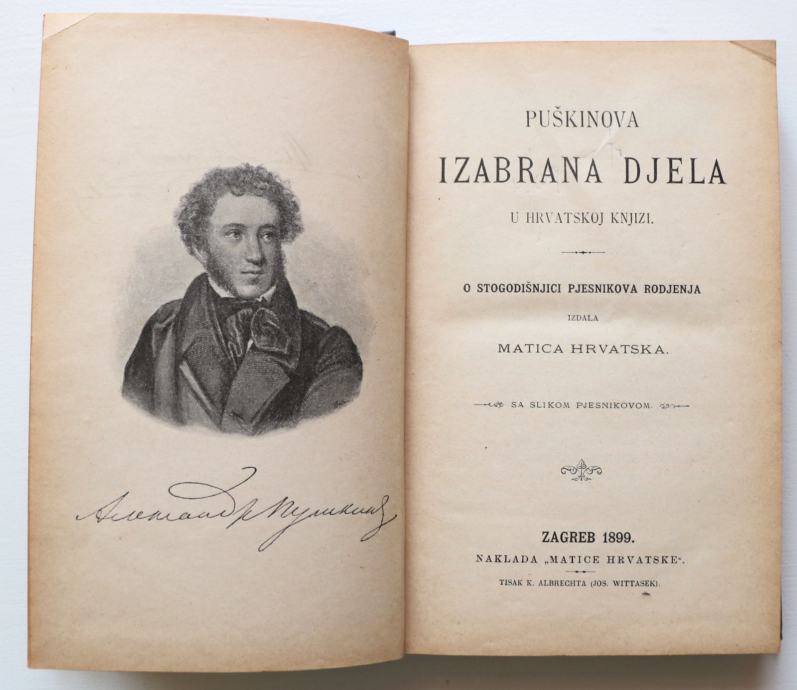 Александр Пушкинъ
PUŠKINOVA
IZABRANA DJELA
U HRVATSKOJ KNJIZI.
O STOGODIŠNJICI PJESNIKOVA RODJENJA
IZDALA
MATICA HRVATSKA.
SA SLIKOM PJESNIKOVOM.
ZAGREB 1899.
NAKLADA „MATICE HRVATSKE“.
TISAK K. ALBRECHTA (JOS. WITTASEK).